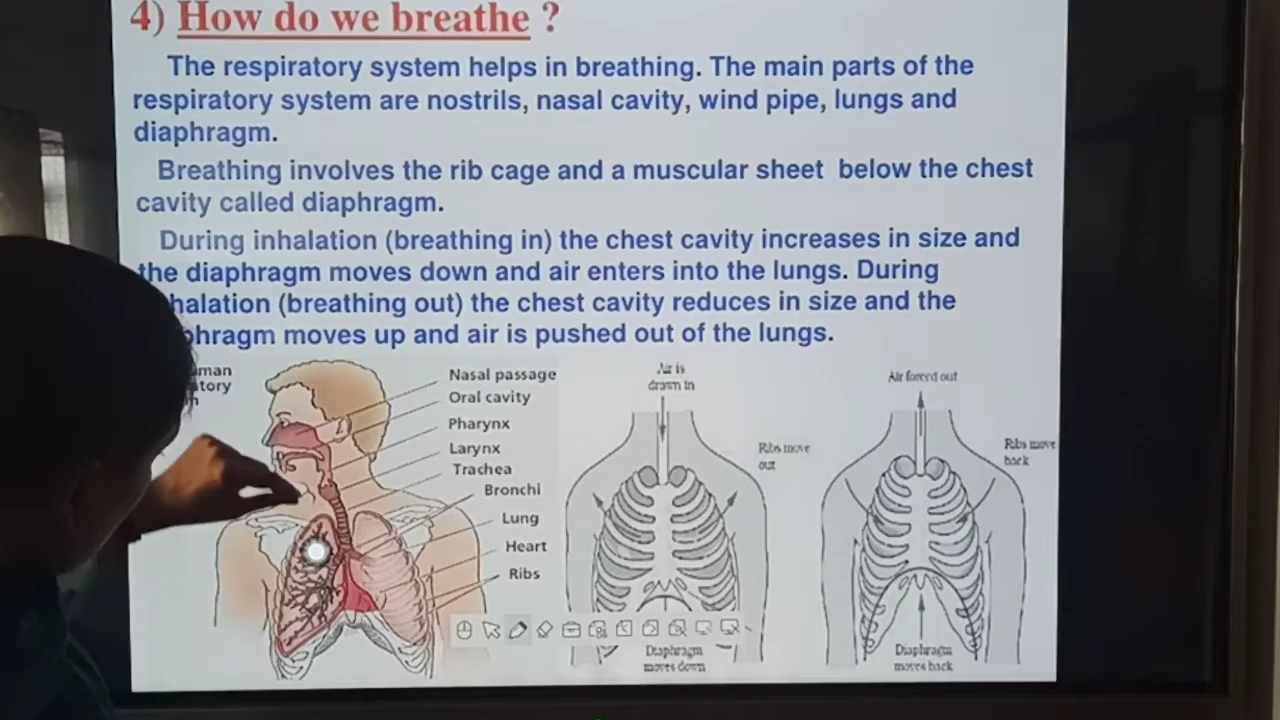 4) How do we breathe ?
The respiratory system helps in breathing. The main parts of the
respiratory system are nostrils, nasal cavity, wind pipe, lungs and
diaphragm.
Breathing involves the rib cage and a muscular sheet below the chest
cavity called diaphragm.
During inhalation (breathing in) the chest cavity increases in size and
the diaphragm moves down and air enters into the lungs. During
halation (breathing out) the chest cavity reduces in size and the
phragm moves up and air is pushed out of the lungs.
man
atory
Nasal passage
Oral cavity
Pharynx
Larynx
Trachea
Bronchi
Lung
Heart
Ribs
Air is
drawn in
Ribs move
out
Diaphragm
moves down
Air forced out
Ribs move
back
Diaphragm
moves back